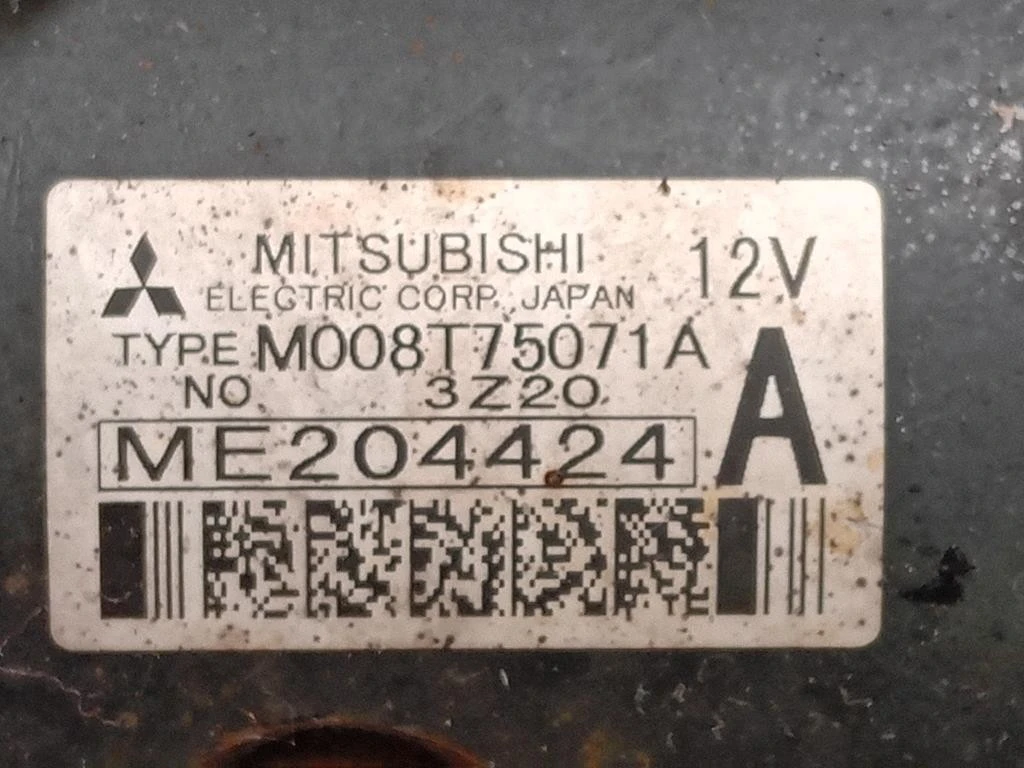 MITSUBISHI 12V
ELECTRIC CORP. JAPAN
TYPE M008T75071A
NO 3Z20
ME204424
A